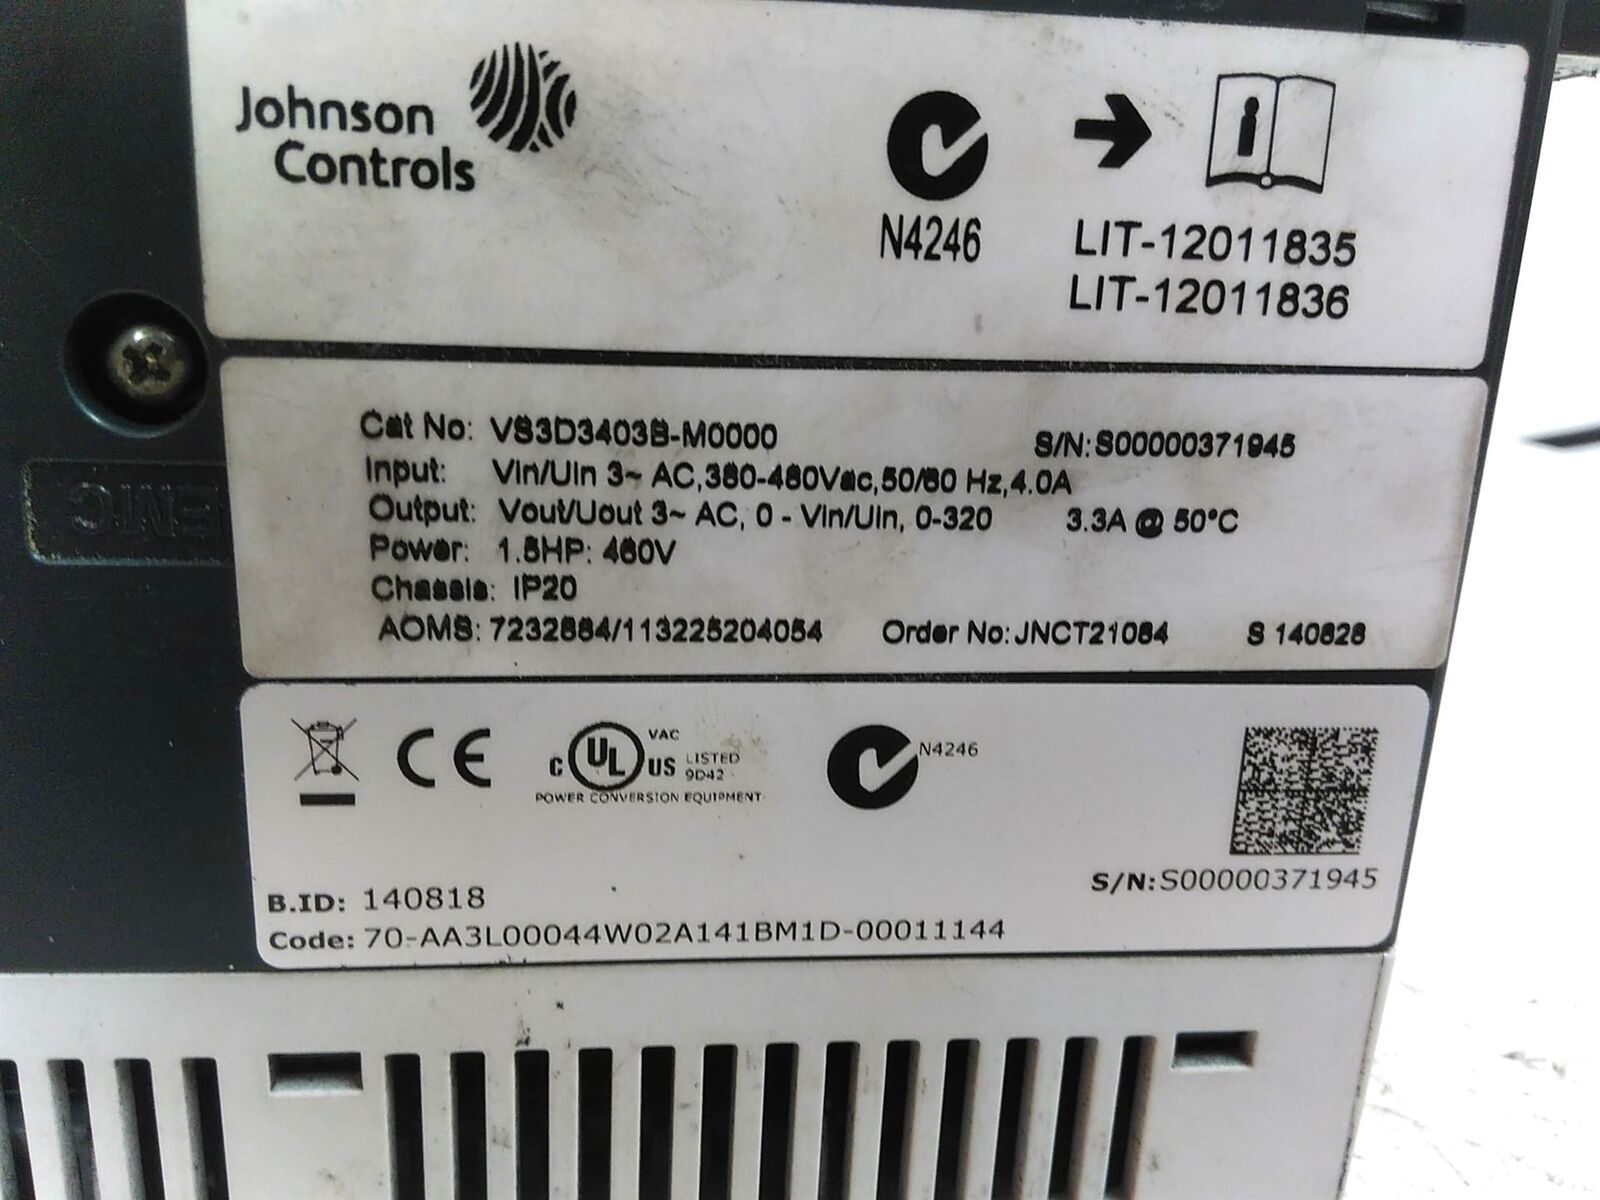 Johnson
Controls
N4246
LIT-12011835
LIT-12011836
Cat No: VS3D3403B-M0000
S/N: S00000371945
Input: Vin/Uin 3~ AC,380-480Vac,50/60 Hz,4.0A
Output: Vout/Uout 3~ AC, 0 - Vin/Uin, 0-320 3.3A @ 50°C
Power: 1.5HP: 460V
Chassis: IP20
AOMS: 7232884/113225204054 Order No: JNCT21084 S 140828
EMC
CE
c UL US
VAC
LISTED
9D42
POWER CONVERSION EQUIPMENT
N4246
S/N: S00000371945
B.ID: 140818
Code: 70-AA3L00044W02A141BM1D-00011144